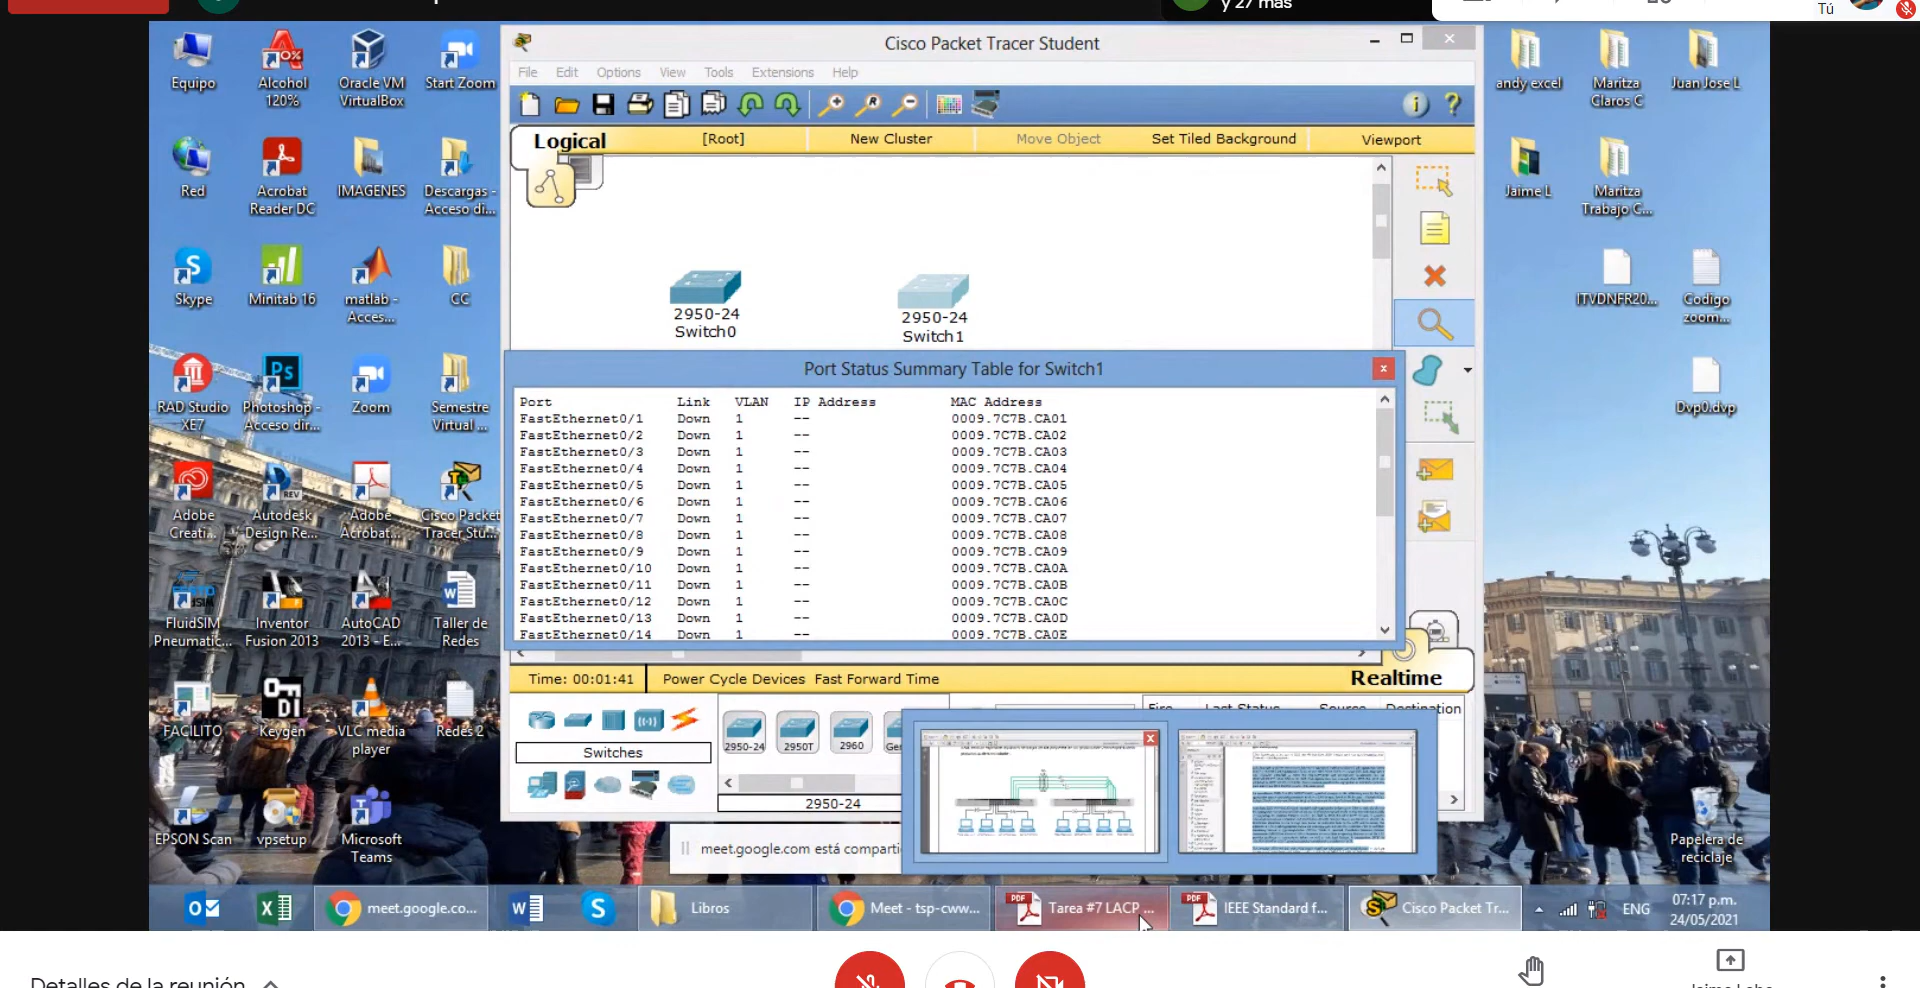 y 27 más
Tú
Equipo
Alcohol
120%
Oracle VM
VirtualBox
Start Zoom
Red
Acrobat
Reader DC
IMAGENES
Descargas -
Acceso di...
Skype
Minitab 16
matlab -
Acces...
CC
RAD Studio
XE7
Photoshop -
Acceso dir...
Zoom
Semestre
Virtual ...
Adobe
Creati...
Autodesk
Design Re...
Adobe
Acrobat...
Cisco Packet
Tracer Stu...
FluidSIM
Pneumatic...
Inventor
Fusion 2013
AutoCAD
2013 - E...
Taller de
Redes
FACILITO
Keygen
VLC media
player
Redes 2
EPSON Scan
vpsetup
Microsoft
Teams
Cisco Packet Tracer Student
File Edit Options View Tools Extensions Help
Logical [Root] New Cluster Move Object Set Tiled Background Viewport
2950-24
Switch0
2950-24
Switch1
Port Status Summary Table for Switch1
Port Link VLAN IP Address MAC Address
FastEthernet0/1 Down 1 -- 0009.7C7B.CA01
FastEthernet0/2 Down 1 -- 0009.7C7B.CA02
FastEthernet0/3 Down 1 -- 0009.7C7B.CA03
FastEthernet0/4 Down 1 -- 0009.7C7B.CA04
FastEthernet0/5 Down 1 -- 0009.7C7B.CA05
FastEthernet0/6 Down 1 -- 0009.7C7B.CA06
FastEthernet0/7 Down 1 -- 0009.7C7B.CA07
FastEthernet0/8 Down 1 -- 0009.7C7B.CA08
FastEthernet0/9 Down 1 -- 0009.7C7B.CA09
FastEthernet0/10 Down 1 -- 0009.7C7B.CA0A
FastEthernet0/11 Down 1 -- 0009.7C7B.CA0B
FastEthernet0/12 Down 1 -- 0009.7C7B.CA0C
FastEthernet0/13 Down 1 -- 0009.7C7B.CA0D
FastEthernet0/14 Down 1 -- 0009.7C7B.CA0E
Time: 00:01:41 Power Cycle Devices Fast Forward Time Realtime
Fire Last Status Source Destination
Switches
2950-24 2950T 2960 Ge
2950-24
meet.google.com está comparti
andy excel
Maritza
Claros C
Juan Jose L
Jaime L
Maritza
Trabajo C...
ITVDNFR20...
Codigo
zoom...
Dvp0.dvp
Papelera de
reciclaje
meet.google.co...
Libros
Meet - tsp-cww...
Tarea #7 LACP ...
IEEE Standard f...
Cisco Packet Tr...
ENG
07:17 p.m.
24/05/2021
Detalles de la reunión